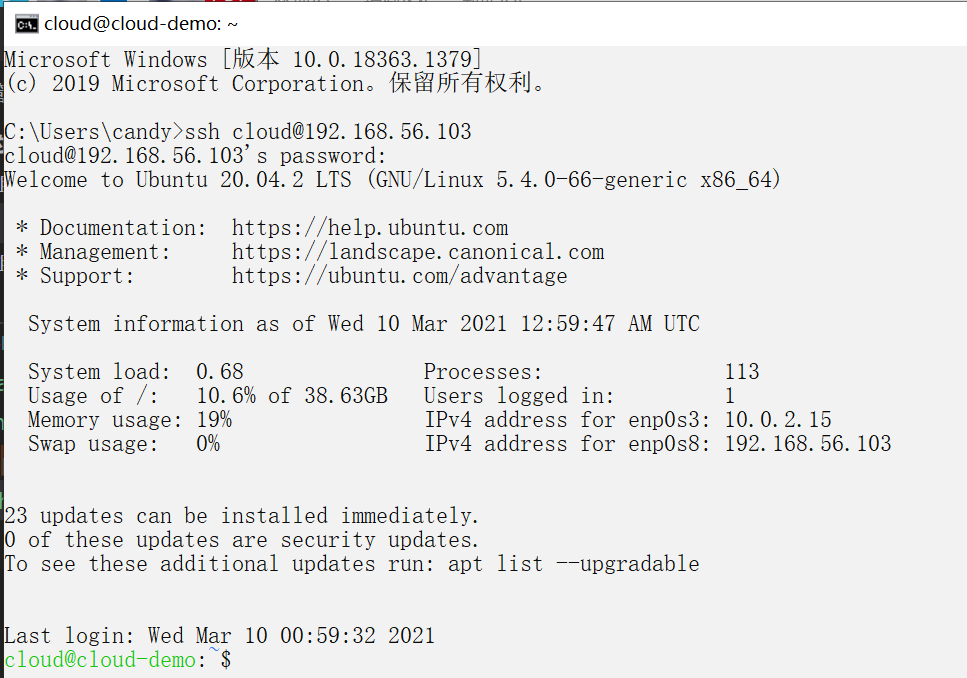 cloud@cloud-demo: ~
Microsoft Windows [版本 10.0.18363.1379]
(c) 2019 Microsoft Corporation。保留所有权利。
C:\Users\candy>ssh cloud@192.168.56.103
cloud@192.168.56.103's password:
Welcome to Ubuntu 20.04.2 LTS (GNU/Linux 5.4.0-66-generic x86_64)
* Documentation:  https://help.ubuntu.com
* Management:     https://landscape.canonical.com
* Support:        https://ubuntu.com/advantage
System information as of Wed 10 Mar 2021 12:59:47 AM UTC
System load:  0.68               Processes:               113
Usage of /:   10.6% of 38.63GB   Users logged in:         1
Memory usage: 19%                IPv4 address for enp0s3: 10.0.2.15
Swap usage:   0%                 IPv4 address for enp0s8: 192.168.56.103
23 updates can be installed immediately.
0 of these updates are security updates.
To see these additional updates run: apt list --upgradable
Last login: Wed Mar 10 00:59:32 2021
cloud@cloud-demo:~$